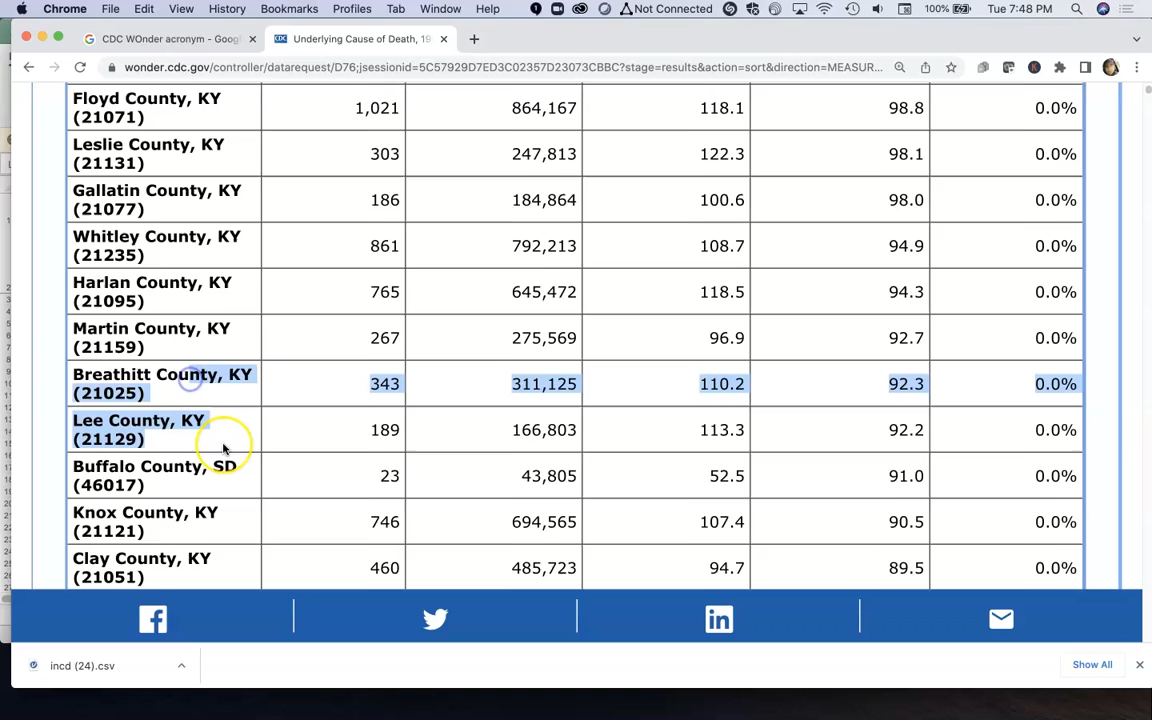 Chrome File Edit View History Bookmarks Profiles Tab Window Help Not Connected 100% Tue 7:48 PM
CDC WOnder acronym - Googl
Underlying Cause of Death, 19
wonder.cdc.gov/controller/datarequest/D76;jsessionid=5C57929D7ED3C02357D23073CBBC?stage=results&action=sort&direction=MEASUR...
Floyd County, KY
(21071) 1,021 864,167 118.1 98.8 0.0%
Leslie County, KY
(21131) 303 247,813 122.3 98.1 0.0%
Gallatin County, KY
(21077) 186 184,864 100.6 98.0 0.0%
Whitley County, KY
(21235) 861 792,213 108.7 94.9 0.0%
Harlan County, KY
(21095) 765 645,472 118.5 94.3 0.0%
Martin County, KY
(21159) 267 275,569 96.9 92.7 0.0%
Breathitt County, KY
(21025) 343 311,125 110.2 92.3 0.0%
Lee County, KY
(21129) 189 166,803 113.3 92.2 0.0%
Buffalo County, SD
(46017) 23 43,805 52.5 91.0 0.0%
Knox County, KY
(21121) 746 694,565 107.4 90.5 0.0%
Clay County, KY
(21051) 460 485,723 94.7 89.5 0.0%
incd (24).csv
Show All